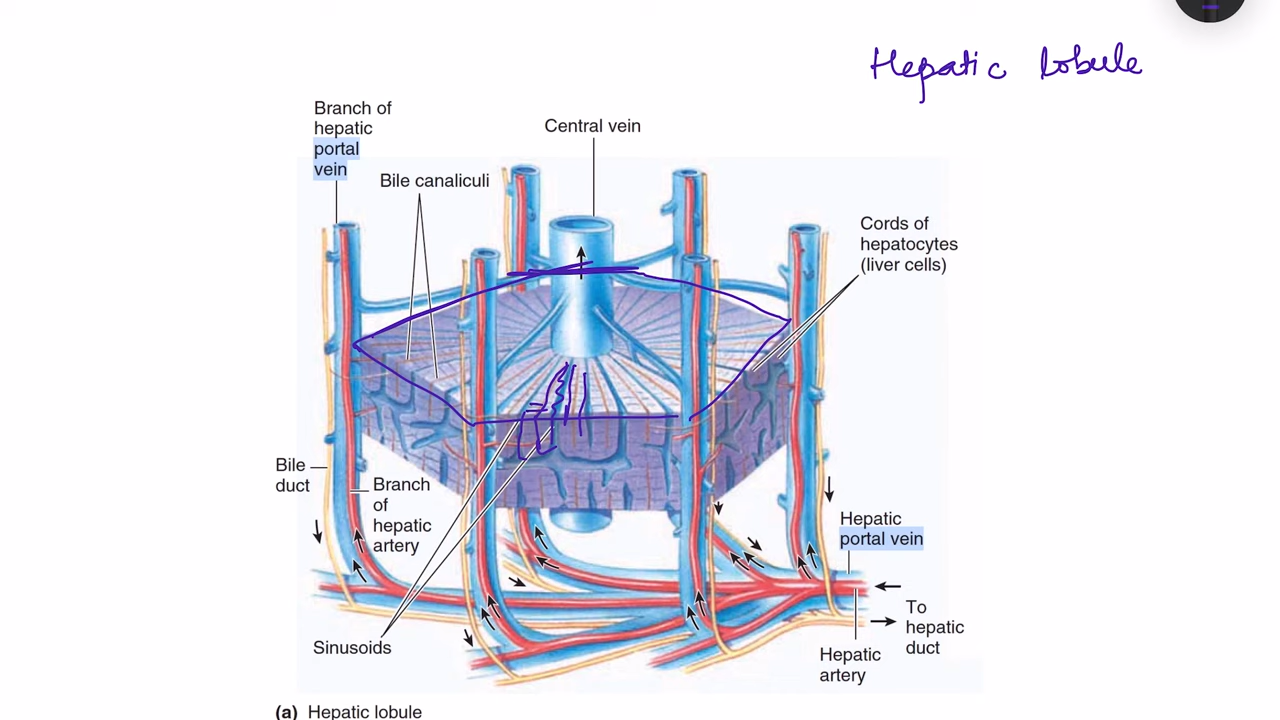 Hepatic lobule
Branch of
hepatic
portal
vein
Central vein
Bile canaliculi
Cords of
hepatocytes
(liver cells)
Bile
duct
Branch
of
hepatic
artery
Hepatic
portal vein
To
hepatic
duct
Sinusoids
Hepatic
artery
(a) Hepatic lobule